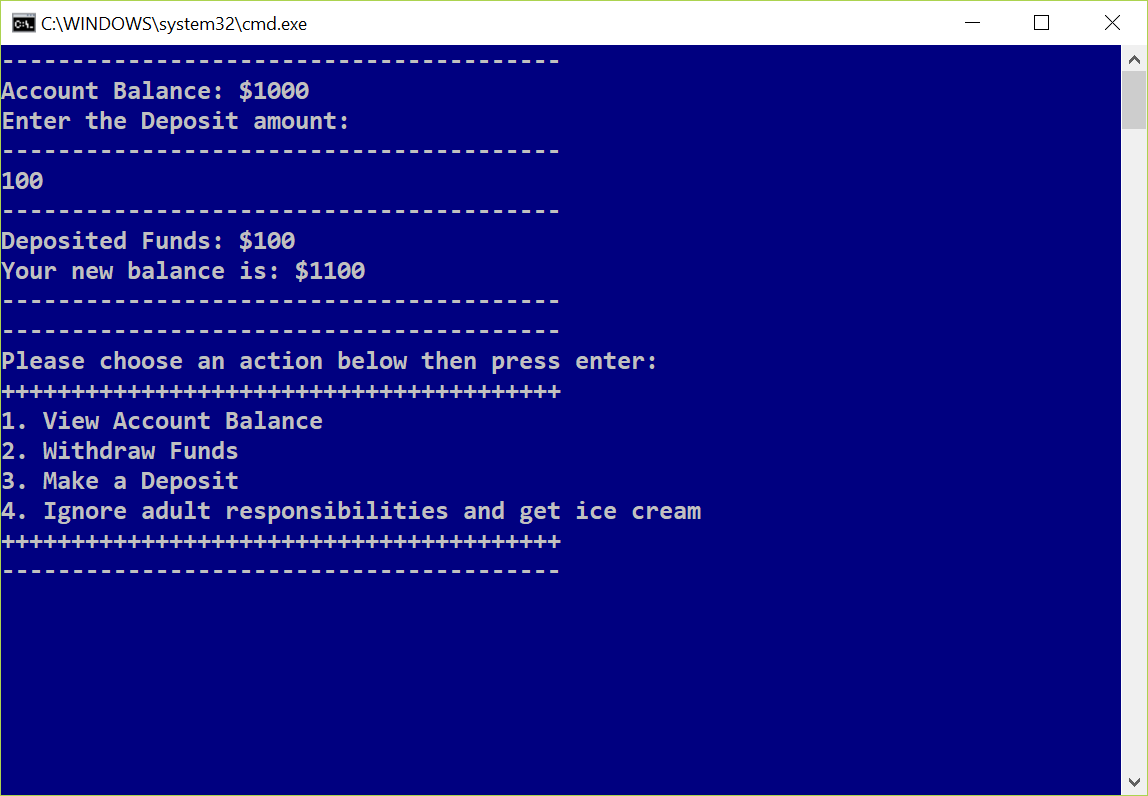 C:\WINDOWS\system32\cmd.exe
----------------------------------------
Account Balance: $1000
Enter the Deposit amount:
----------------------------------------
100
----------------------------------------
Deposited Funds: $100
Your new balance is: $1100
----------------------------------------
----------------------------------------
Please choose an action below then press enter:
++++++++++++++++++++++++++++++++++++++++
1. View Account Balance
2. Withdraw Funds
3. Make a Deposit
4. Ignore adult responsibilities and get ice cream
++++++++++++++++++++++++++++++++++++++++
----------------------------------------